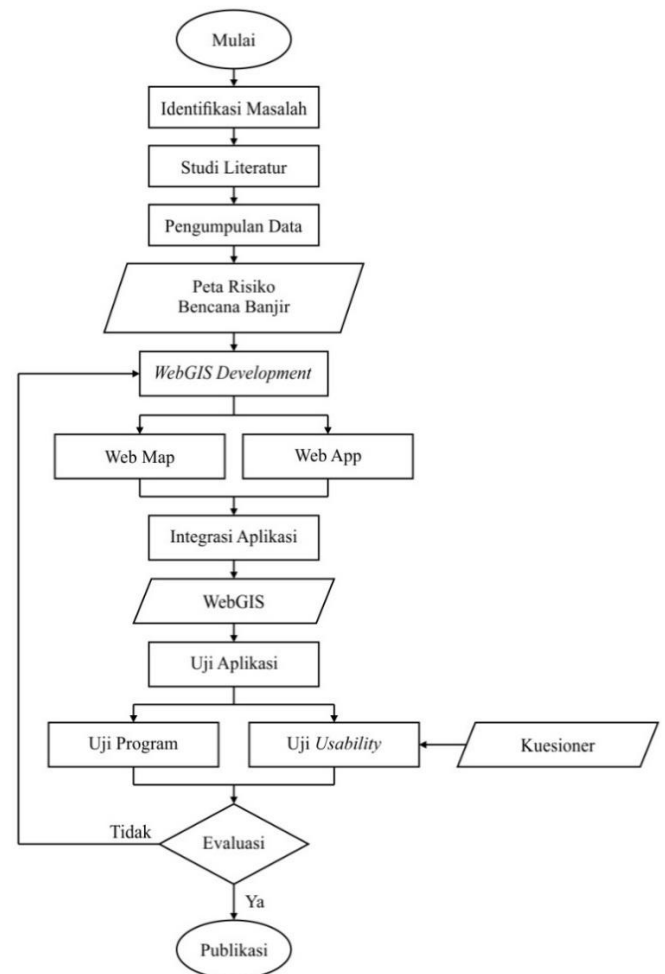 Mulai
Identifikasi Masalah
Studi Literatur
Pengumpulan Data
Peta Risiko
Bencana Banjir
WebGIS Development
Web Map
Web App
Integrasi Aplikasi
WebGIS
Uji Aplikasi
Uji Program
Uji Usability
Kuesioner
Tidak
Evaluasi
Ya
Publikasi